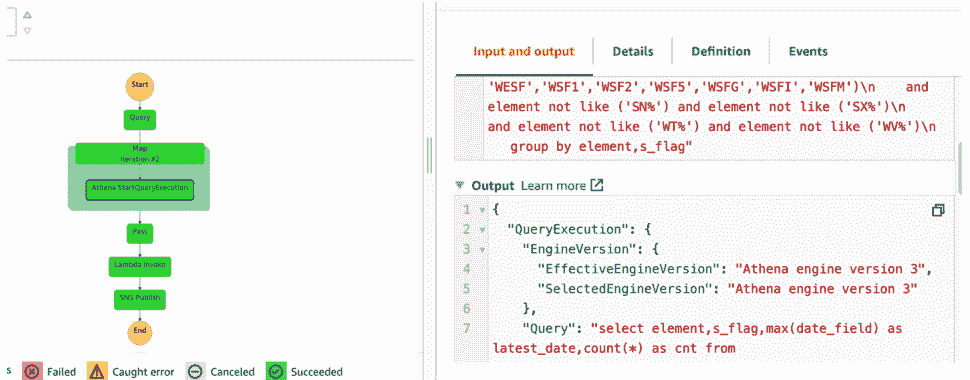 Start
Query
Map
Iteration #2
Athena StartQueryExecution
Pass
Lambda Invoke
SNS Publish
End
s Failed Caught error Canceled Succeeded
Input and output Details Definition Events
'WESF','WSF1','WSF2','WSF5','WSFG','WSFI','WSFM')\n    and
element not like ('SN%') and element not like ('SX%')\n
and element not like ('WT%') and element not like ('WV%')\n
group by element,s_flag"
Output Learn more
1 {
2 "QueryExecution": {
3 "EngineVersion": {
4 "EffectiveEngineVersion": "Athena engine version 3",
5 "SelectedEngineVersion": "Athena engine version 3"
6 },
7 "Query": "select element,s_flag,max(date_field) as
latest_date,count(*) as cnt from